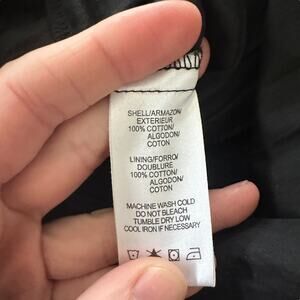 SHELL/ARMAZON
EXTERIEUR
100% COTTON/
ALGODON/
COTON
LINING/FORRO/
DOUBLURE
100% COTTON/
ALGODON/
COTON
MACHINE WASH COLD
DO NOT BLEACH
TUMBLE DRY LOW
COOL IRON IF NECESSARY